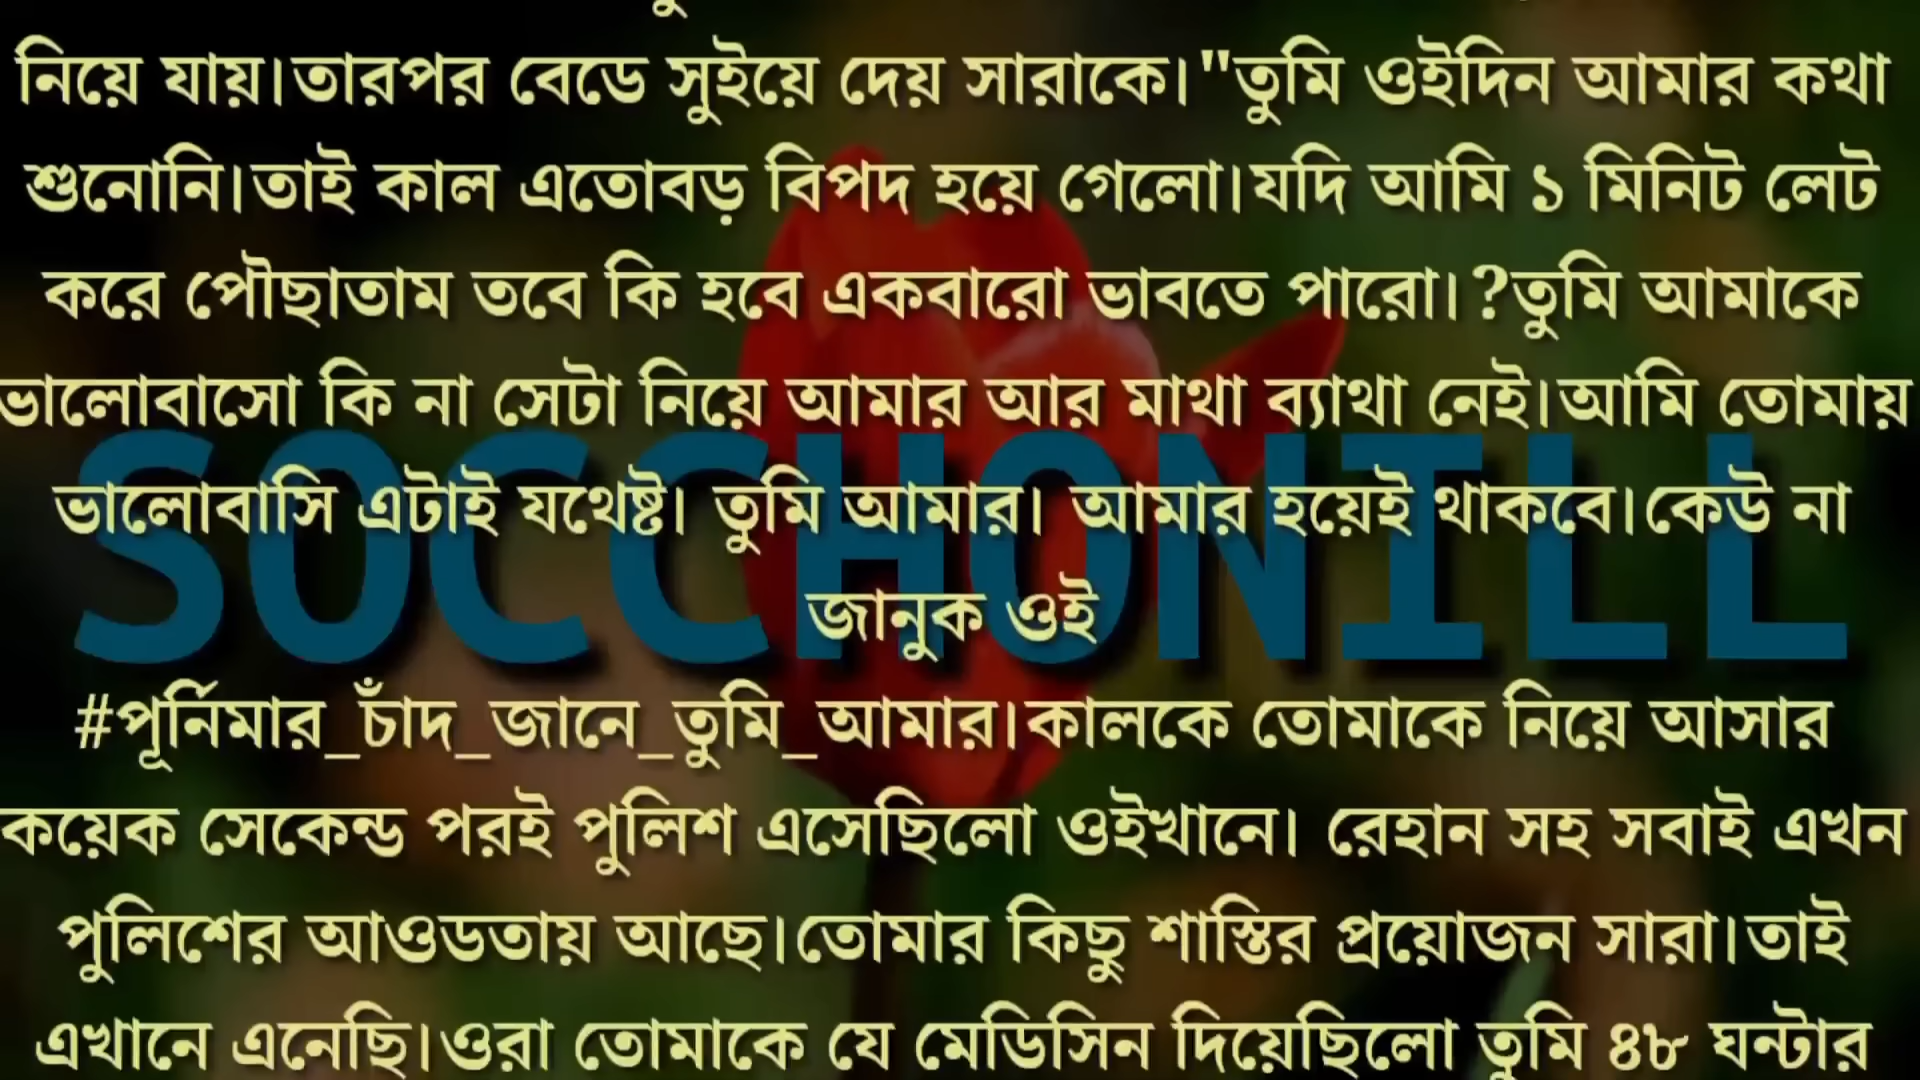 নিয়ে যায়।তারপর বেডে সুইয়ে দেয় সারাকে।"তুমি ওইদিন আমার কথা
শুনোনি।তাই কাল এতোবড় বিপদ হয়ে গেলো।যদি আমি ১ মিনিট লেট
করে পৌছাতাম তবে কি হবে একবারো ভাবতে পারো।?তুমি আমাকে
ভালোবাসো কি না সেটা নিয়ে আমার আর মাথা ব্যাথা নেই।আমি তোমায়
ভালোবাসি এটাই যথেষ্ট। তুমি আমার। আমার হয়েই থাকবে।কেউ না
SOCCHONILL
জানুক ওই
#পূর্নিমার_চাঁদ_জানে_তুমি_আমার।কালকে তোমাকে নিয়ে আসার
কয়েক সেকেন্ড পরই পুলিশ এসেছিলো ওইখানে। রেহান সহ সবাই এখন
পুলিশের আওডতায় আছে।তোমার কিছু শাস্তির প্রয়োজন সারা।তাই
এখানে এনেছি।ওরা তোমাকে যে মেডিসিন দিয়েছিলো তুমি ৪৮ ঘন্টার